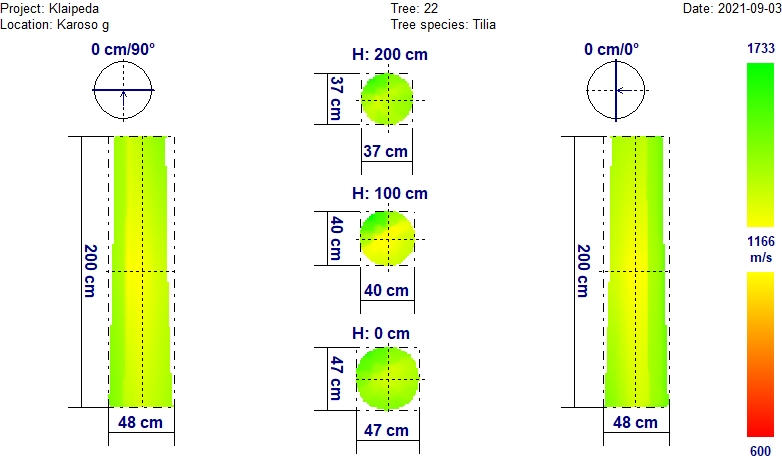 Project: Klaipeda
Tree: 22
Date: 2021-09-03
Location: Karoso g
Tree species: Tilia
0 cm/90°
H: 200 cm
0 cm/0°
1733
37 cm
37 cm
H: 100 cm
40 cm
40 cm
200 cm
200 cm
1166
m/s
H: 0 cm
47 cm
47 cm
48 cm
48 cm
600